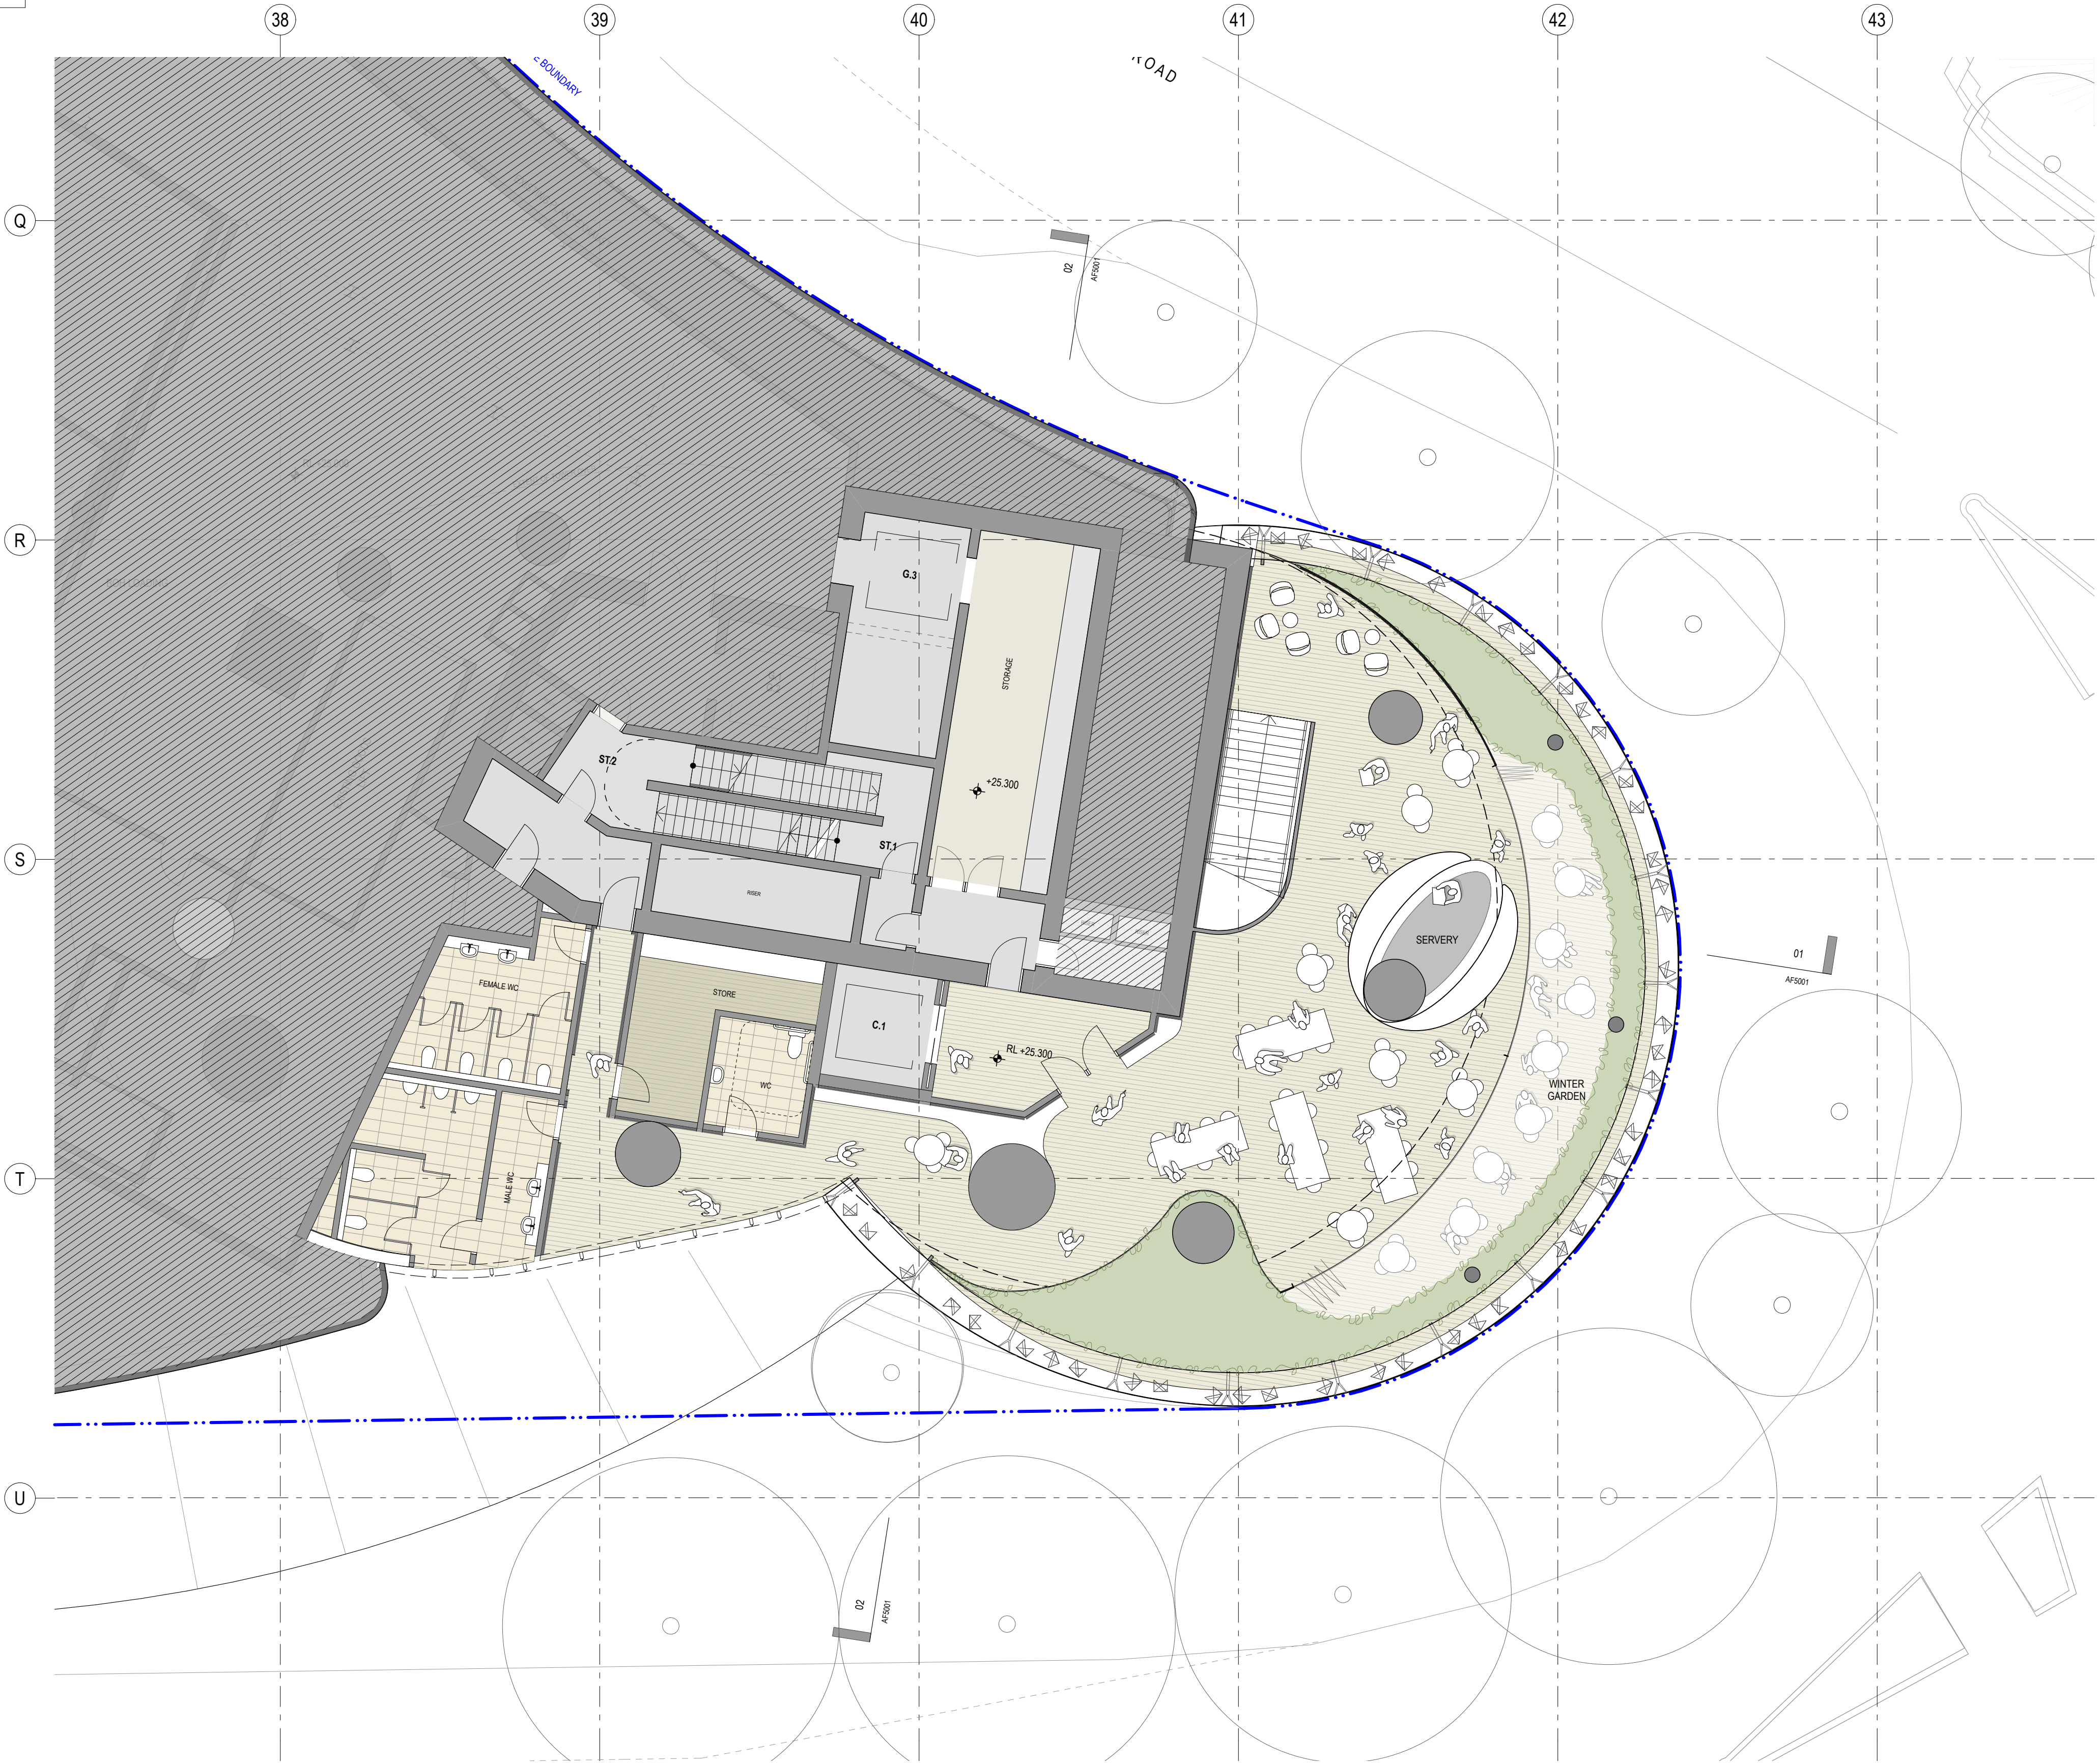 38
39
40
41
42
43
BOUNDARY
OAD
Q
02
AF5001
R
G.3
STORAGE
ST.2
+25.300
S
ST.1
RISER
SERVERY
01
AF5001
FEMALE WC
STORE
C.1
RL +25.300
WC
WINTER
GARDEN
T
MALE WC
U
02
AF5001